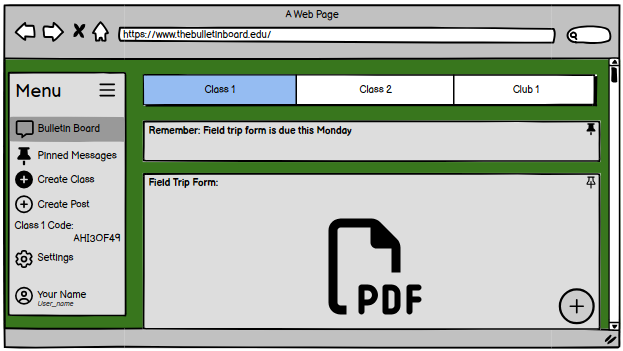 A Web Page
https://www.thebulletinboard.edu/
Menu
Bulletin Board
Pinned Messages
Create Class
Create Post
Class 1 Code:
AHI3OF49
Settings
Your Name
User_name
Class 1
Class 2
Club 1
Remember: Field trip form is due this Monday
Field Trip Form:
PDF